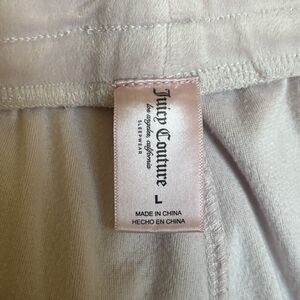 Juicy Couture
los angeles, california
SLEEPWEAR
L
MADE IN CHINA
HECHO EN CHINA